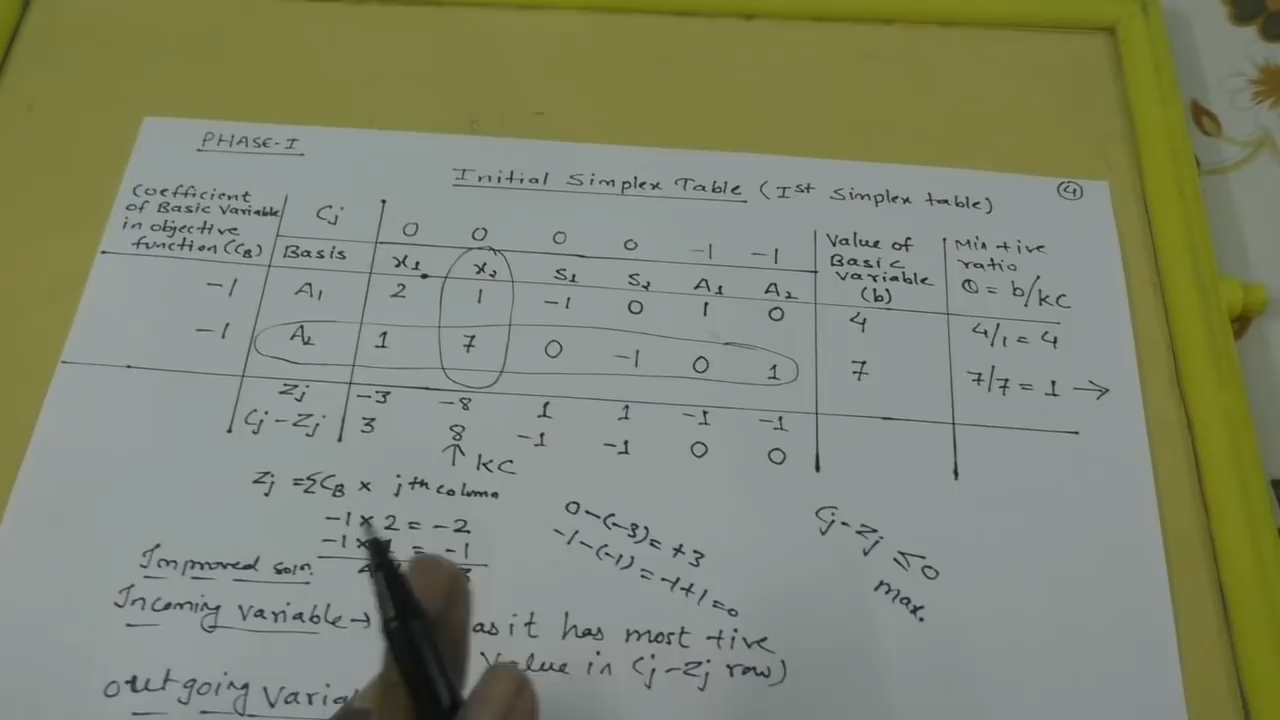 PHASE-I
Initial Simplex Table (Ist Simplex table)
4
Coefficient of Basic Variable in objective function (CB)
Cj 0 0 0 0 -1 -1
Basis x1 x2 S1 S2 A1 A2
Value of Basic Variable (b)
Min +ive ratio θ = b/KC
-1 A1 2 1 -1 0 1 0 4 4/1 = 4
-1 A2 1 7 0 -1 0 1 7 7/7 = 1 →
Zj -3 -8 1 1 -1 -1
Cj-Zj 3 8 -1 -1 0 0
↑ KC
Zj = ΣCB × jth column
-1 × 2 = -2
-1 × = -1
0-(-3) = +3
-1-(-1) = -1+1 = 0
Cj-Zj ≤ 0
max.
Improved soln.
Incoming variable → as it has most +ive
Value in Cj-Zj row)
Outgoing